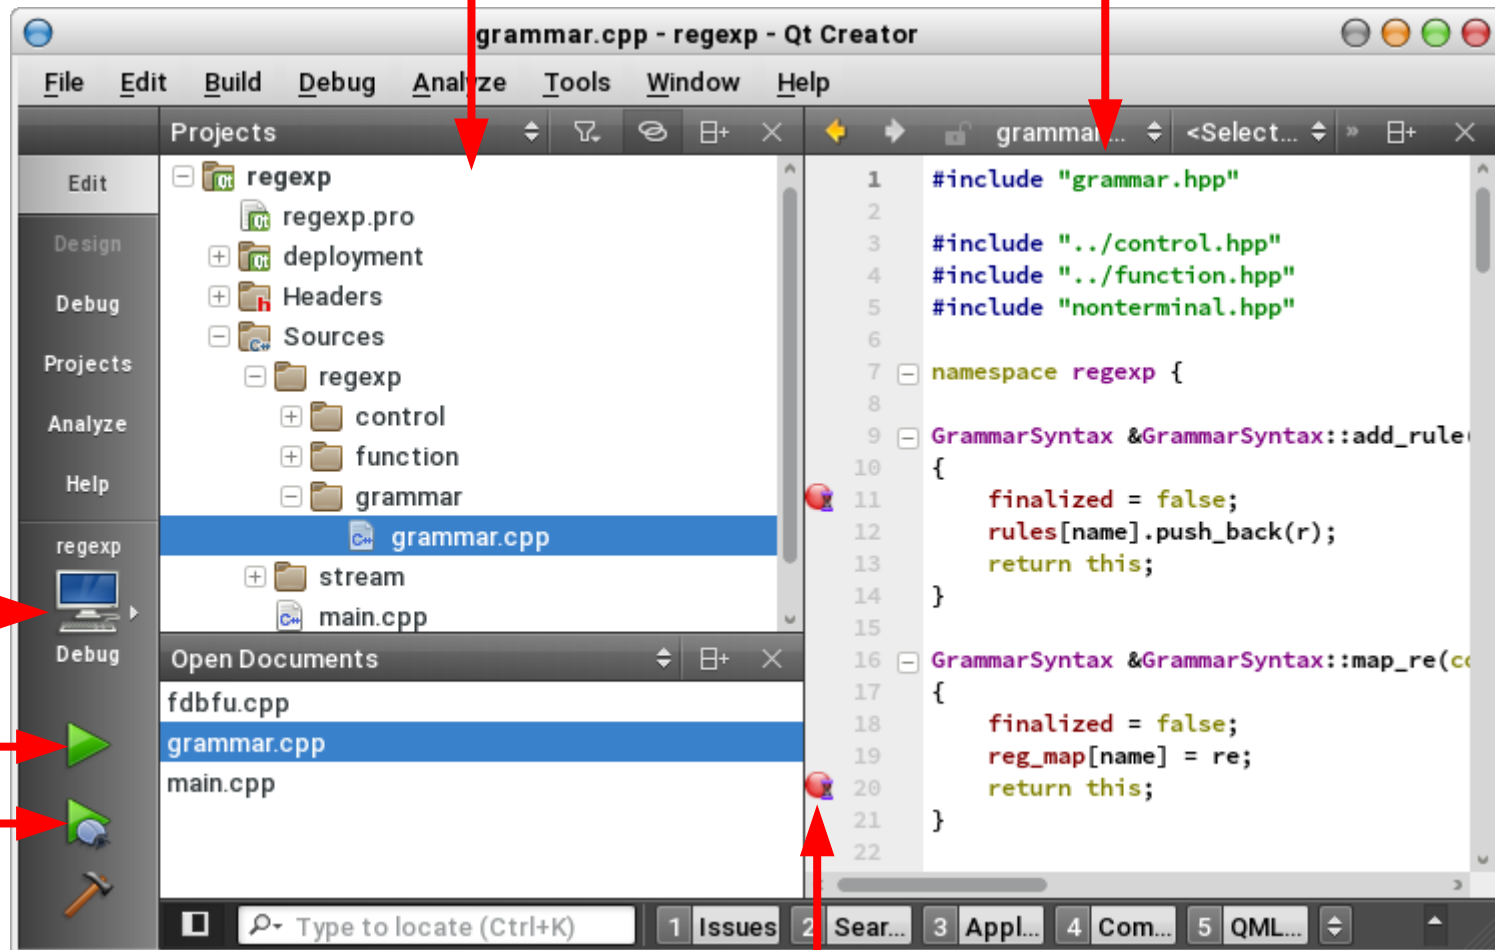 grammar.cpp - regexp - Qt Creator
File Edit Build Debug Analyze Tools Window Help
Projects
grammar... <Select... »
Edit
Design
Debug
Projects
Analyze
Help
regexp
Debug
regexp
regexp.pro
deployment
Headers
Sources
regexp
control
function
grammar
grammar.cpp
stream
main.cpp
Open Documents
fdbfu.cpp
grammar.cpp
main.cpp
1 #include "grammar.hpp"
2
3 #include "../control.hpp"
4 #include "../function.hpp"
5 #include "nonterminal.hpp"
6
7 namespace regexp {
8
9 GrammarSyntax &GrammarSyntax::add_rule(
10 {
11 finalized = false;
12 rules[name].push_back(r);
13 return this;
14 }
15
16 GrammarSyntax &GrammarSyntax::map_re(co
17 {
18 finalized = false;
19 reg_map[name] = re;
20 return this;
21 }
22
Type to locate (Ctrl+K) 1 Issues 2 Sear... 3 Appl... 4 Com... 5 QML...